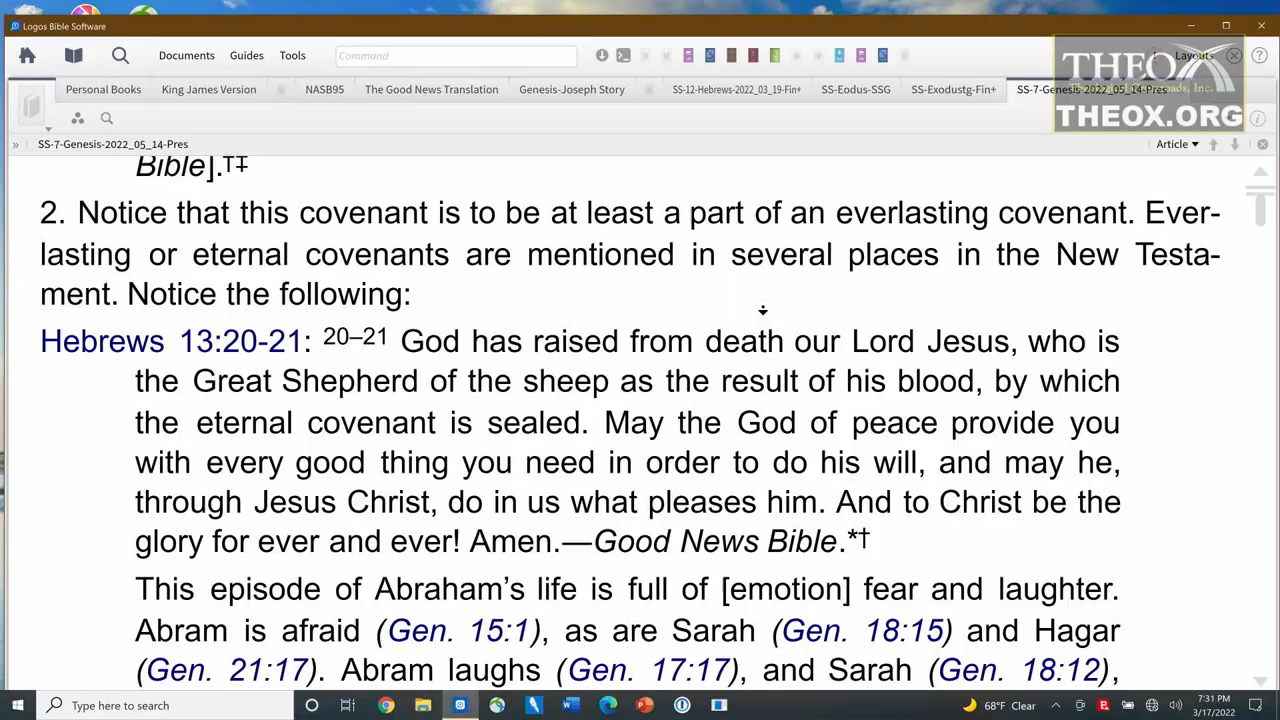 Logos Bible Software
Documents Guides Tools Command Layouts
THEOX
Theological Crossroads, Inc.
THEOX.ORG
Personal Books King James Version NASB95 The Good News Translation Genesis-Joseph Story SS-12-Hebrews-2022_03_19-Fin+ SS-Eodus-SSG SS-Exodustg-Fin+ SS-7-Genesis-2022_05_14-Pres
» SS-7-Genesis-2022_05_14-Pres Article
Bible].†‡
2. Notice that this covenant is to be at least a part of an everlasting covenant. Ever-
lasting or eternal covenants are mentioned in several places in the New Testa-
ment. Notice the following:
Hebrews 13:20-21: 20–21 God has raised from death our Lord Jesus, who is
the Great Shepherd of the sheep as the result of his blood, by which
the eternal covenant is sealed. May the God of peace provide you
with every good thing you need in order to do his will, and may he,
through Jesus Christ, do in us what pleases him. And to Christ be the
glory for ever and ever! Amen.—Good News Bible.*†
This episode of Abraham’s life is full of [emotion] fear and laughter.
Abram is afraid (Gen. 15:1), as are Sarah (Gen. 18:15) and Hagar
(Gen. 21:17). Abram laughs (Gen. 17:17), and Sarah (Gen. 18:12),
Type here to search
68°F Clear
7:31 PM
3/17/2022